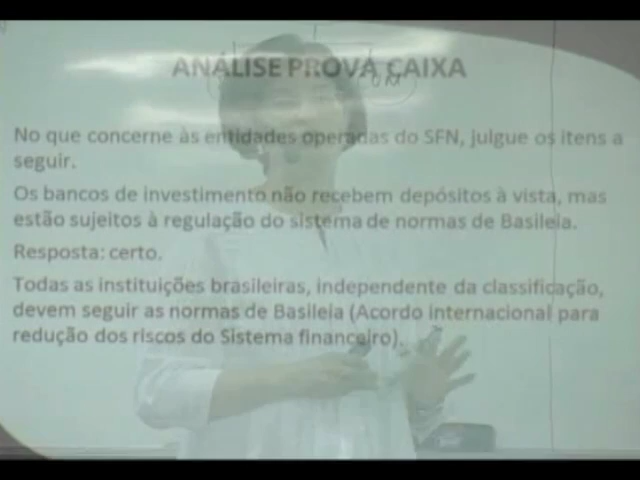 ANÁLISE PROVA CAIXA
No que concerne às entidades operadas do SFN, julgue os itens a
seguir.
Os bancos de investimento não recebem depósitos à vista, mas
estão sujeitos à regulação do sistema de normas de Basileia.
Resposta: certo.
Todas as instituições brasileiras, independente da classificação,
devem seguir as normas de Basileia (Acordo internacional para
redução dos riscos do Sistema financeiro).